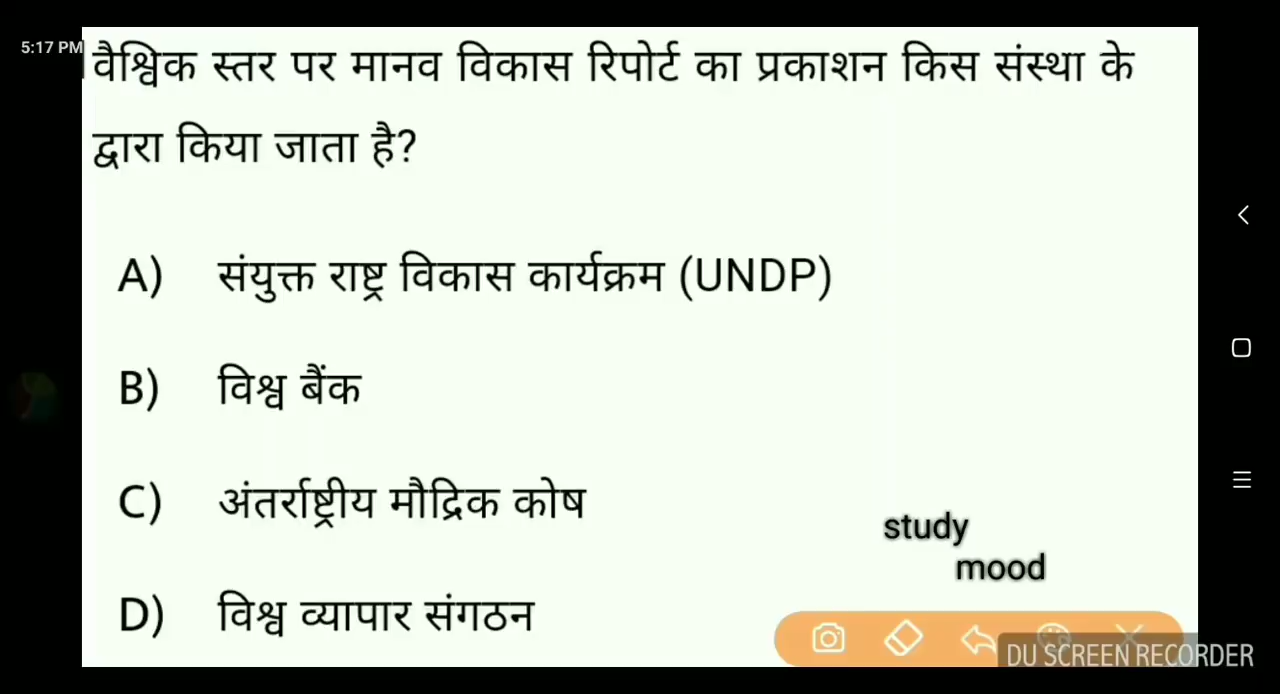 5:17 PM
वैश्विक स्तर पर मानव विकास रिपोर्ट का प्रकाशन किस संस्था के
द्वारा किया जाता है?
A) संयुक्त राष्ट्र विकास कार्यक्रम (UNDP)
B) विश्व बैंक
C) अंतर्राष्ट्रीय मौद्रिक कोष
D) विश्व व्यापार संगठन
study
mood
DU SCREEN RECORDER